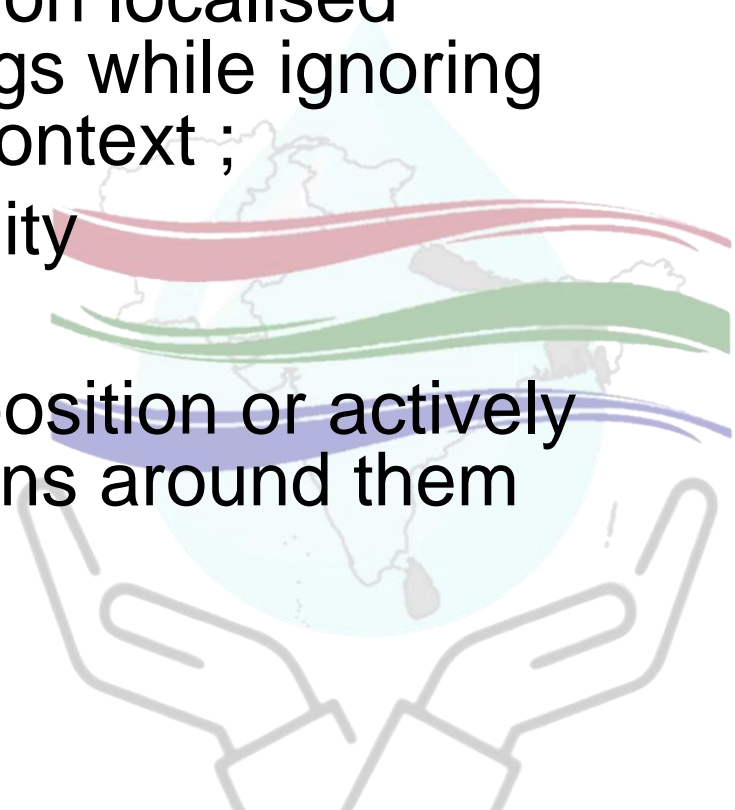 on localised
gs while ignoring
ontext ;
ity
osition or actively
ns around them